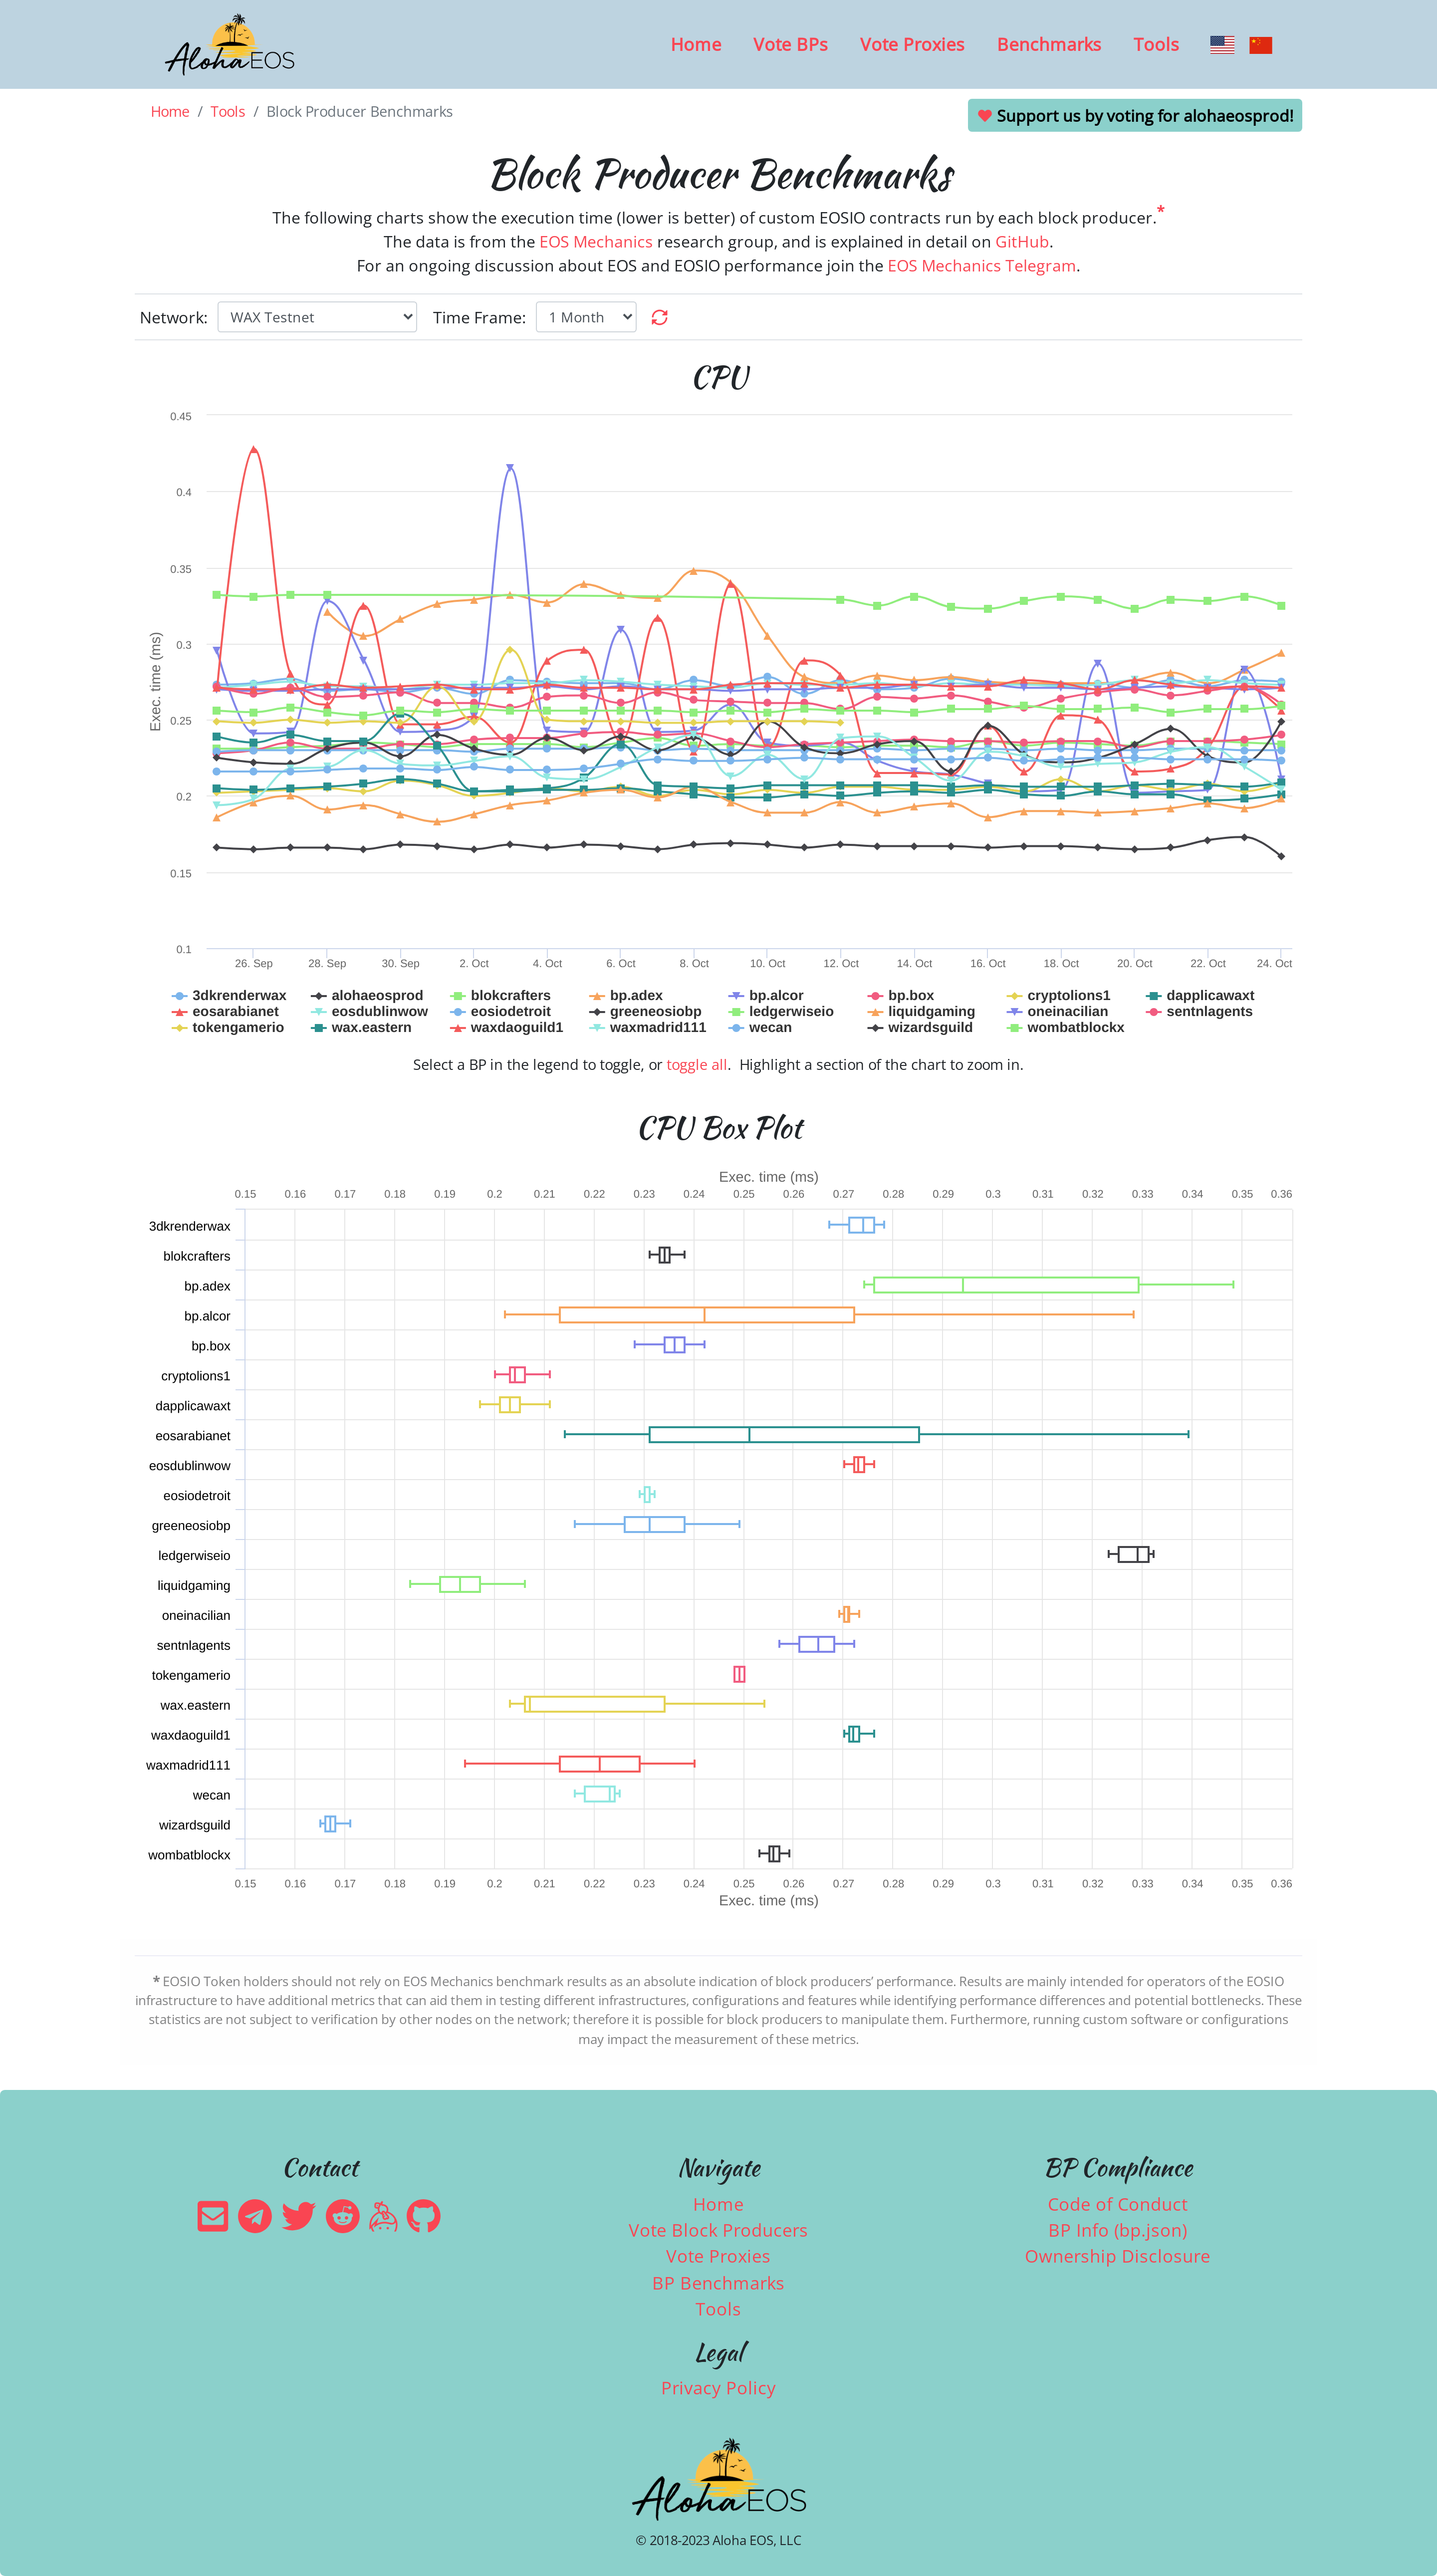 Aloha EOS
Home Vote BPs Vote Proxies Benchmarks Tools
Home / Tools / Block Producer Benchmarks
Support us by voting for alohaeosprod!
Block Producer Benchmarks
The following charts show the execution time (lower is better) of custom EOSIO contracts run by each block producer.*
The data is from the EOS Mechanics research group, and is explained in detail on GitHub.
For an ongoing discussion about EOS and EOSIO performance join the EOS Mechanics Telegram.
Network: WAX Testnet Time Frame: 1 Month
CPU
Exec. time (ms)
0.45
0.4
0.35
0.3
0.25
0.2
0.15
0.1
26. Sep 28. Sep 30. Sep 2. Oct 4. Oct 6. Oct 8. Oct 10. Oct 12. Oct 14. Oct 16. Oct 18. Oct 20. Oct 22. Oct 24. Oct
3dkrenderwax alohaeosprod blokcrafters bp.adex bp.alcor bp.box cryptolions1 dapplicawaxt
eosarabianet eosdublinwow eosiodetroit greeneosiobp ledgerwiseio liquidgaming oneinacilian sentnlagents
tokengamerio wax.eastern waxdaoguild1 waxmadrid111 wecan wizardsguild wombatblockx
Select a BP in the legend to toggle, or toggle all. Highlight a section of the chart to zoom in.
CPU Box Plot
Exec. time (ms)
0.15 0.16 0.17 0.18 0.19 0.2 0.21 0.22 0.23 0.24 0.25 0.26 0.27 0.28 0.29 0.3 0.31 0.32 0.33 0.34 0.35 0.36
3dkrenderwax
blokcrafters
bp.adex
bp.alcor
bp.box
cryptolions1
dapplicawaxt
eosarabianet
eosdublinwow
eosiodetroit
greeneosiobp
ledgerwiseio
liquidgaming
oneinacilian
sentnlagents
tokengamerio
wax.eastern
waxdaoguild1
waxmadrid111
wecan
wizardsguild
wombatblockx
0.15 0.16 0.17 0.18 0.19 0.2 0.21 0.22 0.23 0.24 0.25 0.26 0.27 0.28 0.29 0.3 0.31 0.32 0.33 0.34 0.35 0.36
Exec. time (ms)
* EOSIO Token holders should not rely on EOS Mechanics benchmark results as an absolute indication of block producers’ performance. Results are mainly intended for operators of the EOSIO
infrastructure to have additional metrics that can aid them in testing different infrastructures, configurations and features while identifying performance differences and potential bottlenecks. These
statistics are not subject to verification by other nodes on the network; therefore it is possible for block producers to manipulate them. Furthermore, running custom software or configurations
may impact the measurement of these metrics.
Contact
Navigate
Home
Vote Block Producers
Vote Proxies
BP Benchmarks
Tools
Legal
Privacy Policy
BP Compliance
Code of Conduct
BP Info (bp.json)
Ownership Disclosure
Aloha EOS
© 2018-2023 Aloha EOS, LLC